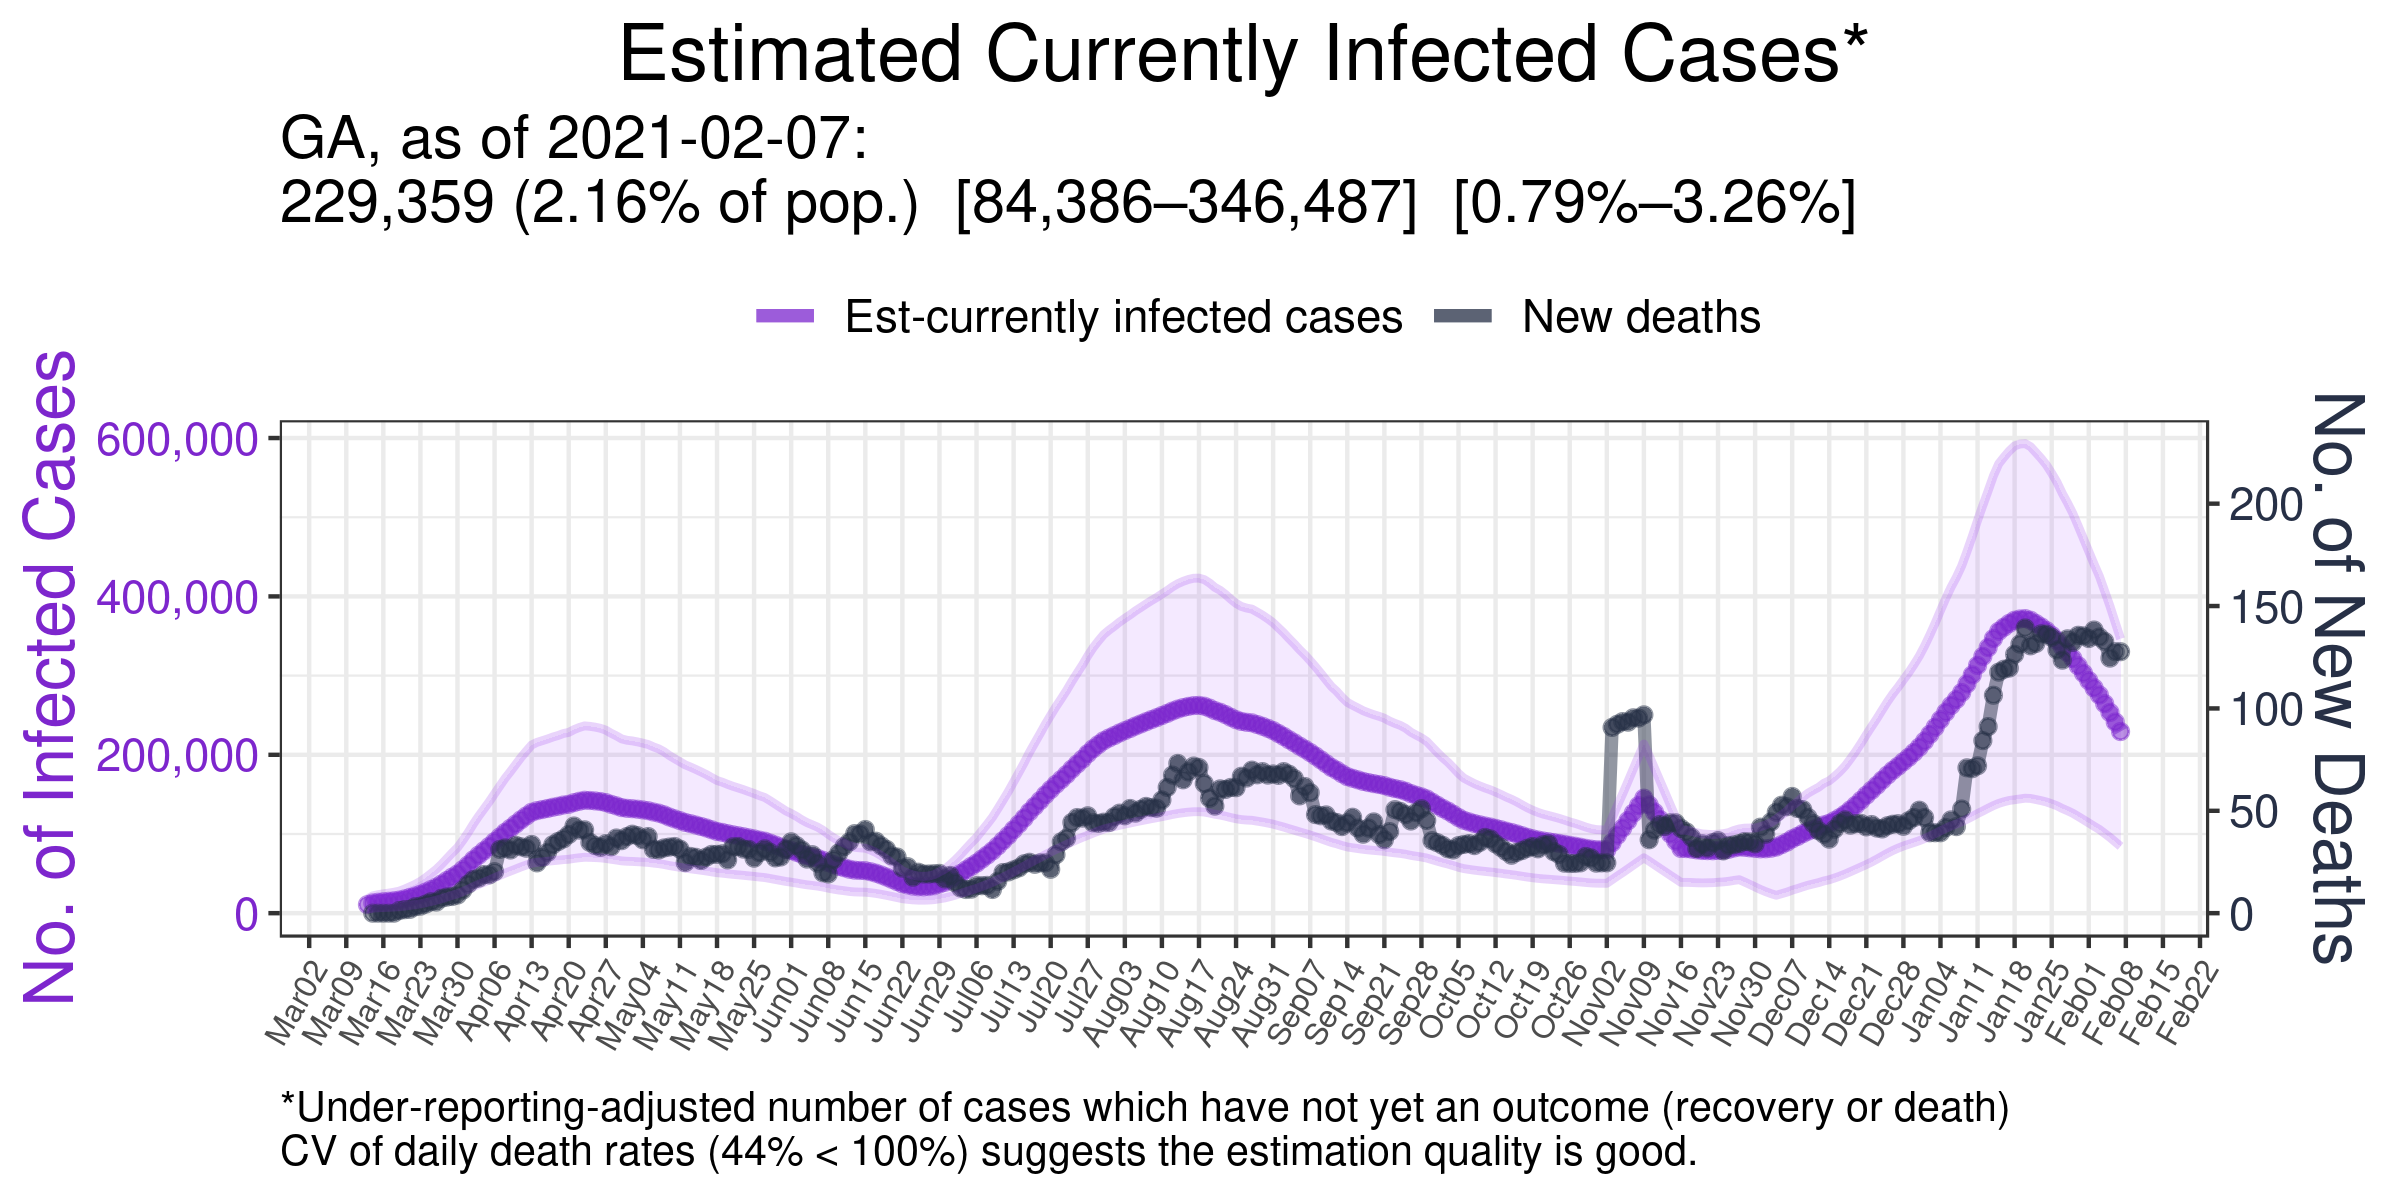 Estimated Currently Infected Cases*
GA, as of 2021-02-07:
229,359 (2.16% of pop.) [84,386–346,487] [0.79%–3.26%]
Est-currently infected cases
New deaths
No. of Infected Cases
600,000
400,000
200,000
0
No. of New Deaths
200
150
100
50
0
Mar02
Mar09
Mar16
Mar23
Mar30
Apr06
Apr13
Apr20
Apr27
May04
May11
May18
May25
Jun01
Jun08
Jun15
Jun22
Jun29
Jul06
Jul13
Jul20
Jul27
Aug03
Aug10
Aug17
Aug24
Aug31
Sep07
Sep14
Sep21
Sep28
Oct05
Oct12
Oct19
Oct26
Nov02
Nov09
Nov16
Nov23
Nov30
Dec07
Dec14
Dec21
Dec28
Jan04
Jan11
Jan18
Jan25
Feb01
Feb08
Feb15
Feb22
*Under-reporting-adjusted number of cases which have not yet an outcome (recovery or death)
CV of daily death rates (44% < 100%) suggests the estimation quality is good.